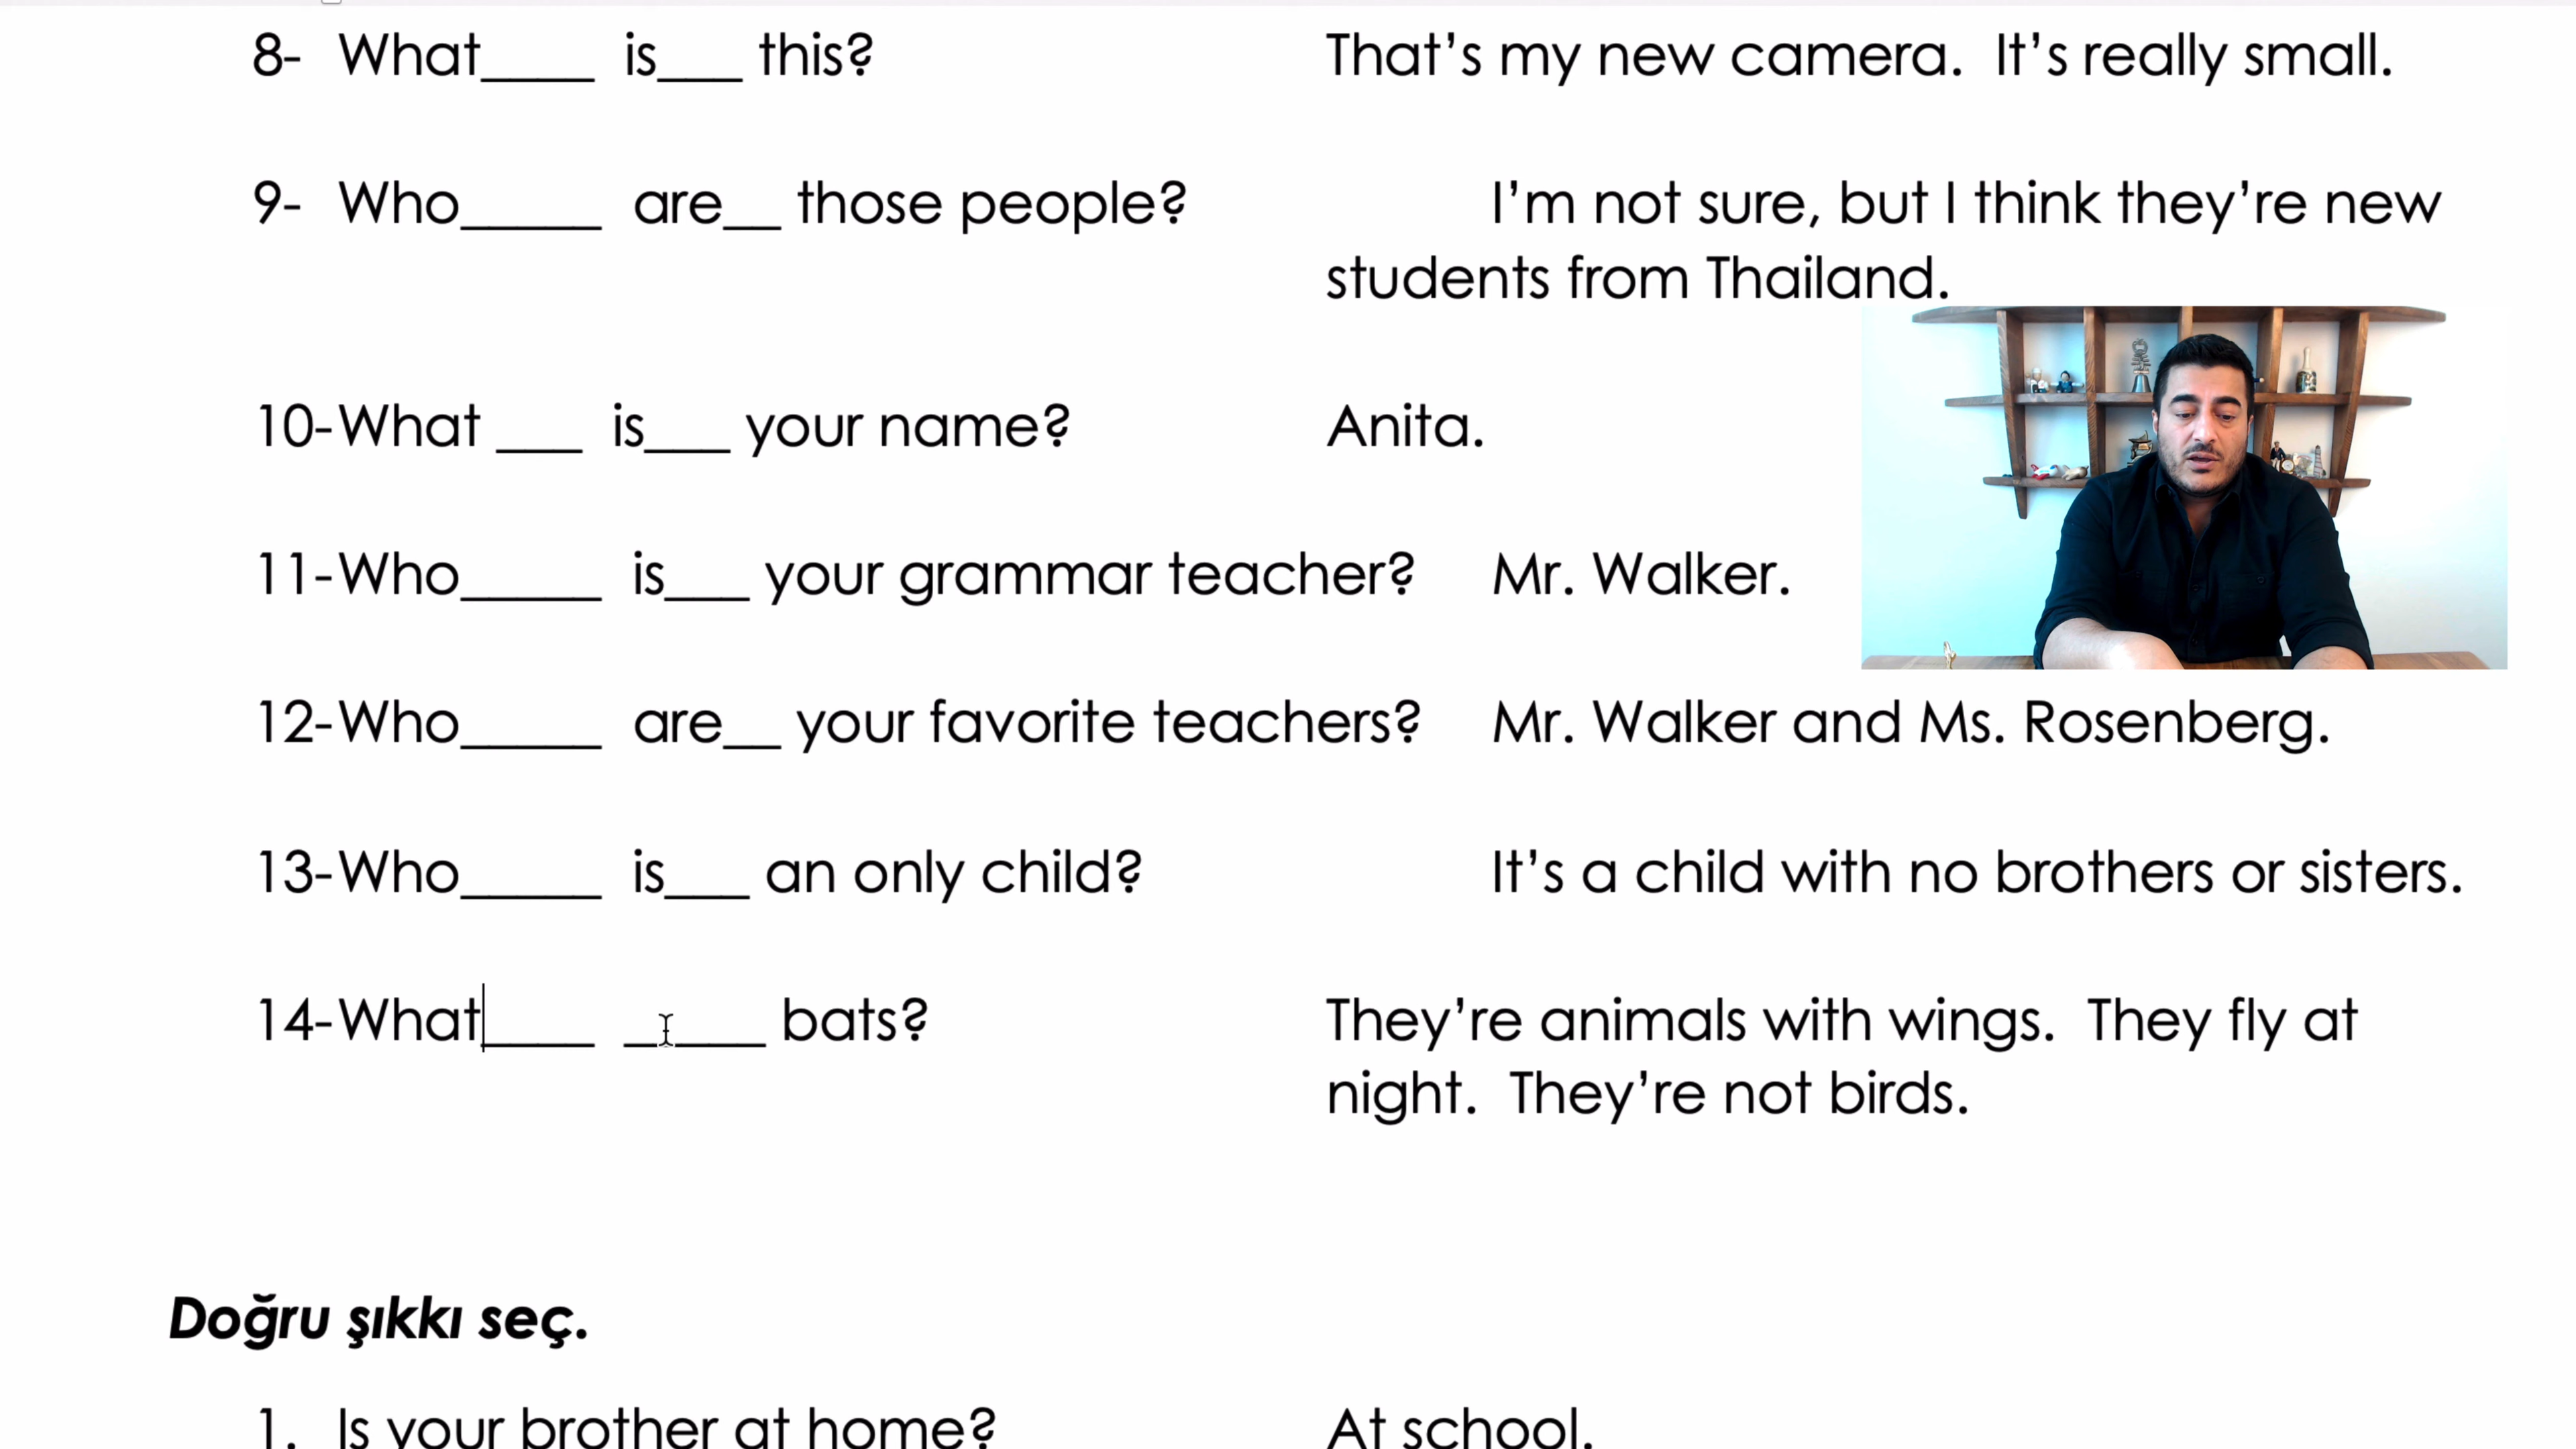 8- What____ is___ this? That’s my new camera. It’s really small.
9- Who_____ are__ those people? I’m not sure, but I think they’re new
students from Thailand.
10-What ___ is___ your name? Anita.
11-Who_____ is___ your grammar teacher? Mr. Walker.
12-Who_____ are__ your favorite teachers? Mr. Walker and Ms. Rosenberg.
13-Who_____ is___ an only child? It’s a child with no brothers or sisters.
14-What____ _____ bats? They’re animals with wings. They fly at
night. They’re not birds.
Doğru şıkkı seç.
1. Is your brother at home? At school.